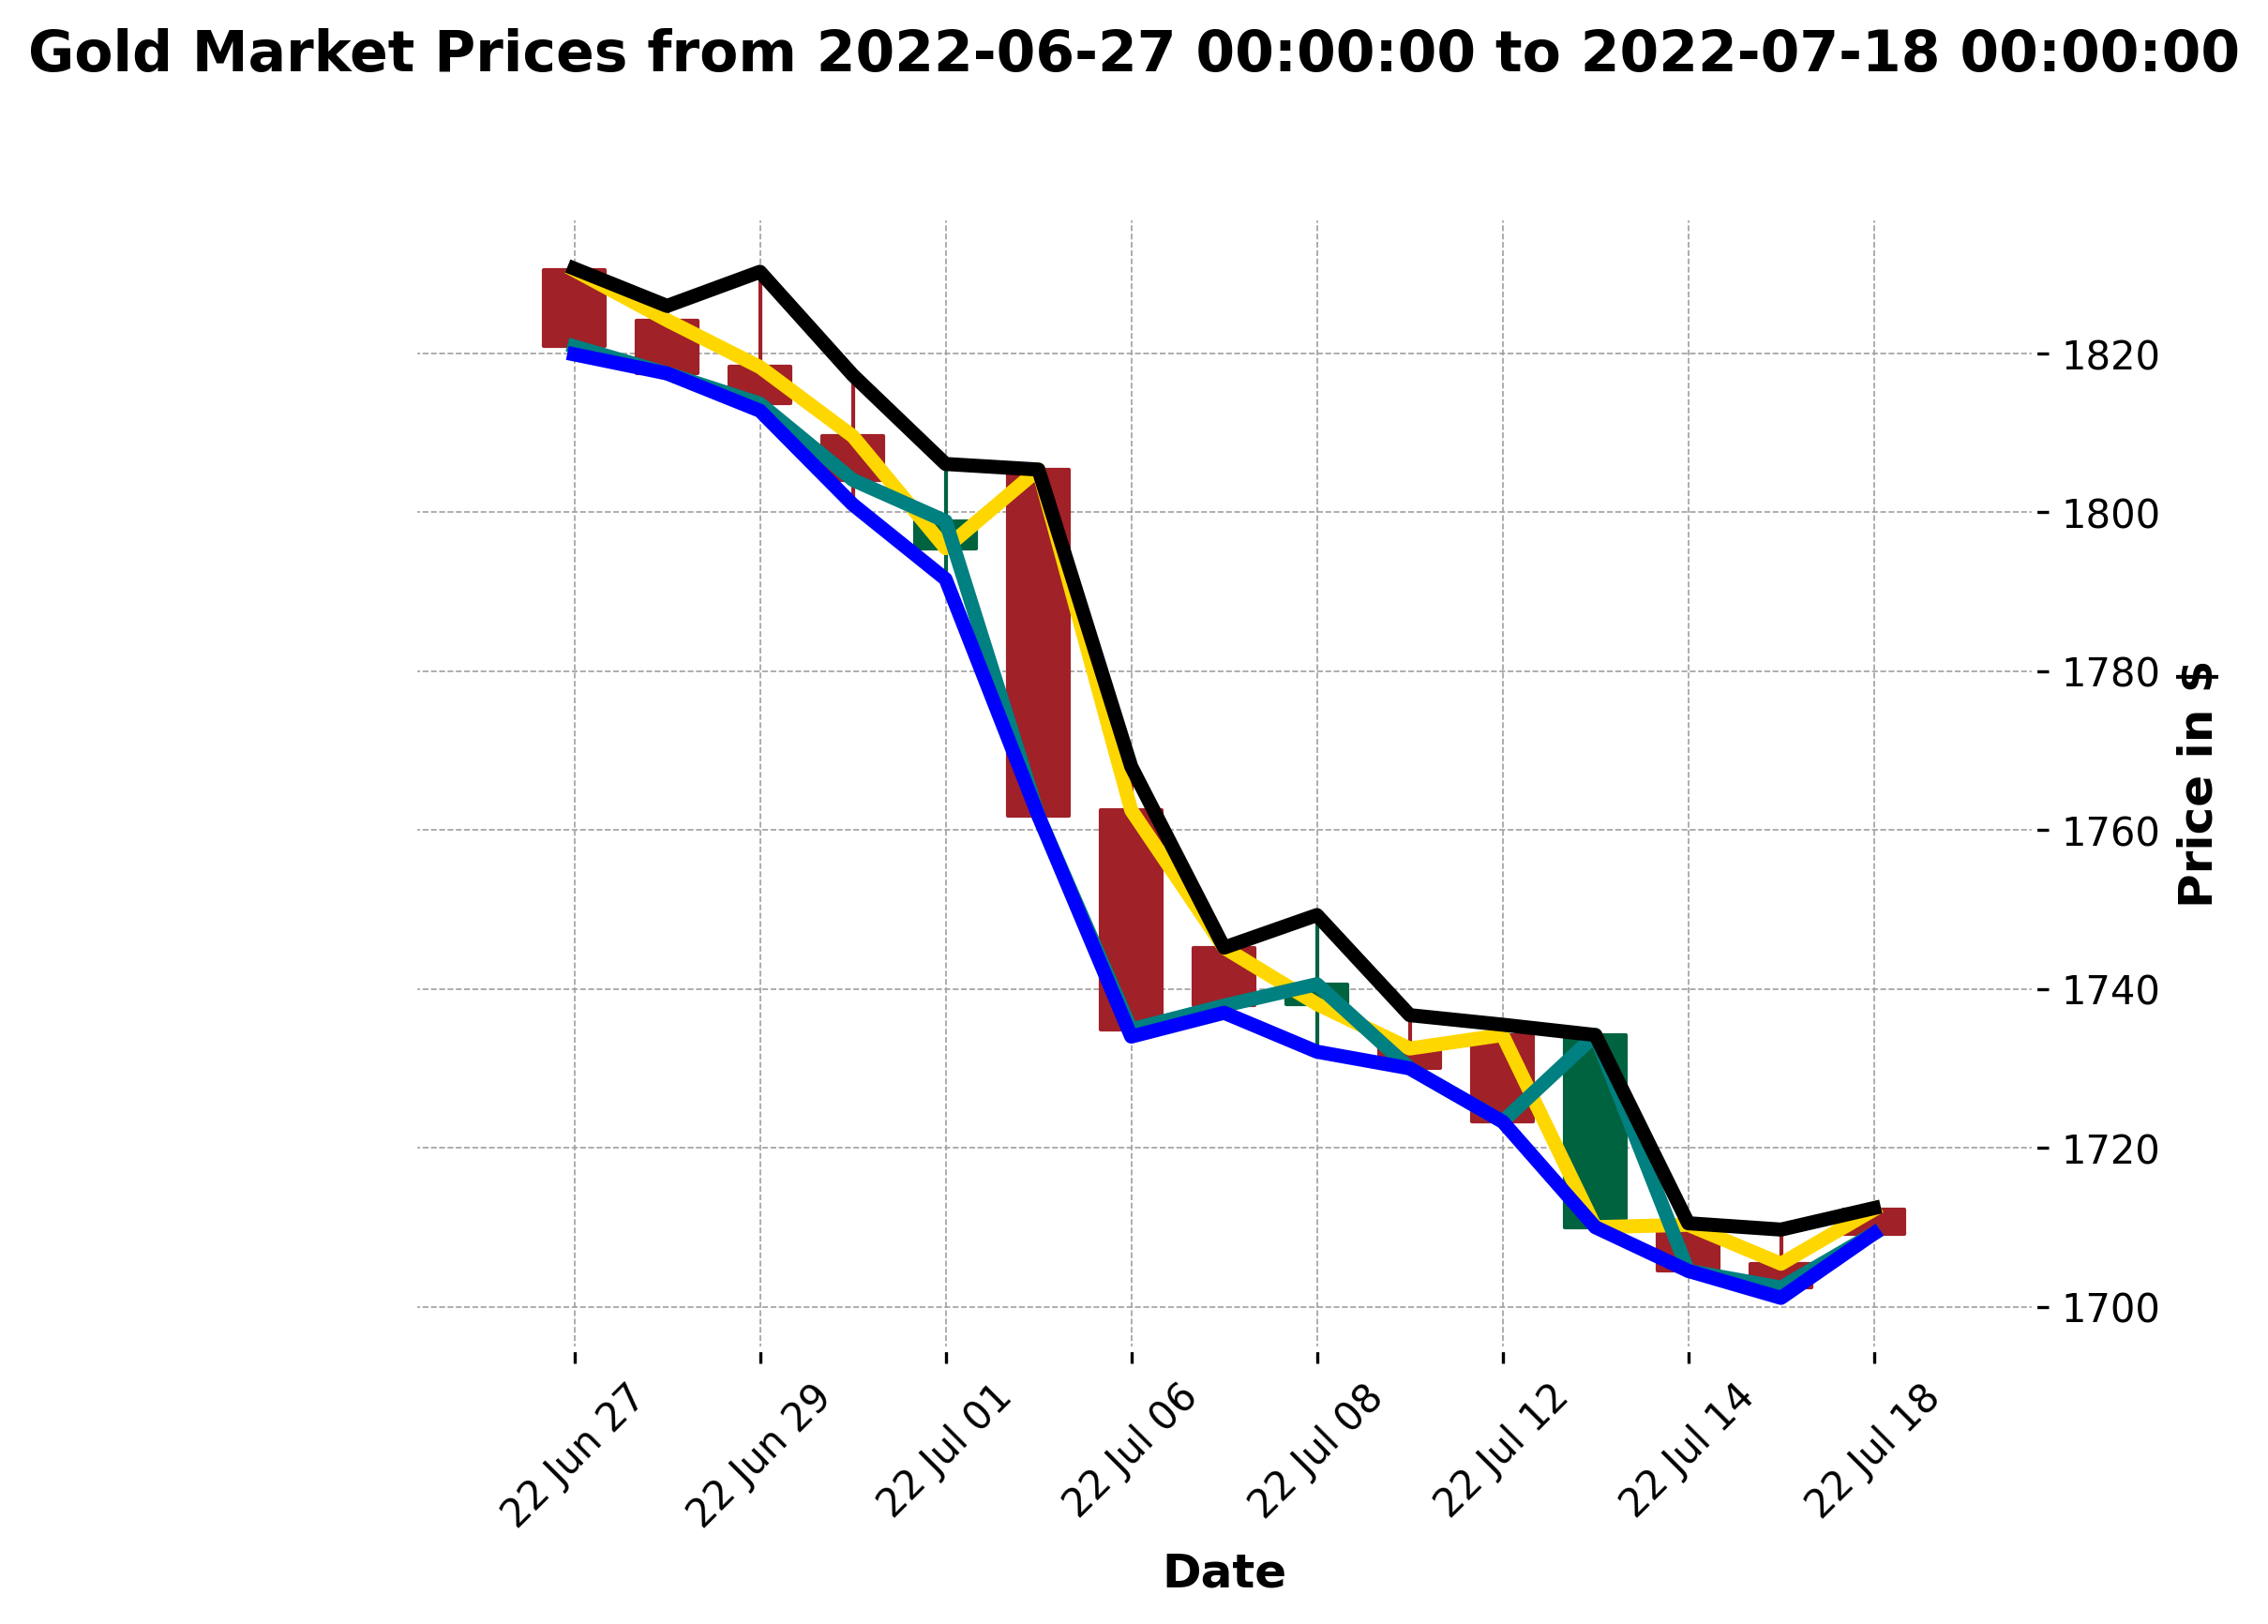 Gold Market Prices from 2022-06-27 00:00:00 to 2022-07-18 00:00:00
1820
1800
1780
1760
1740
1720
1700
Price in $
22 Jun 27
22 Jun 29
22 Jul 01
22 Jul 06
22 Jul 08
22 Jul 12
22 Jul 14
22 Jul 18
Date